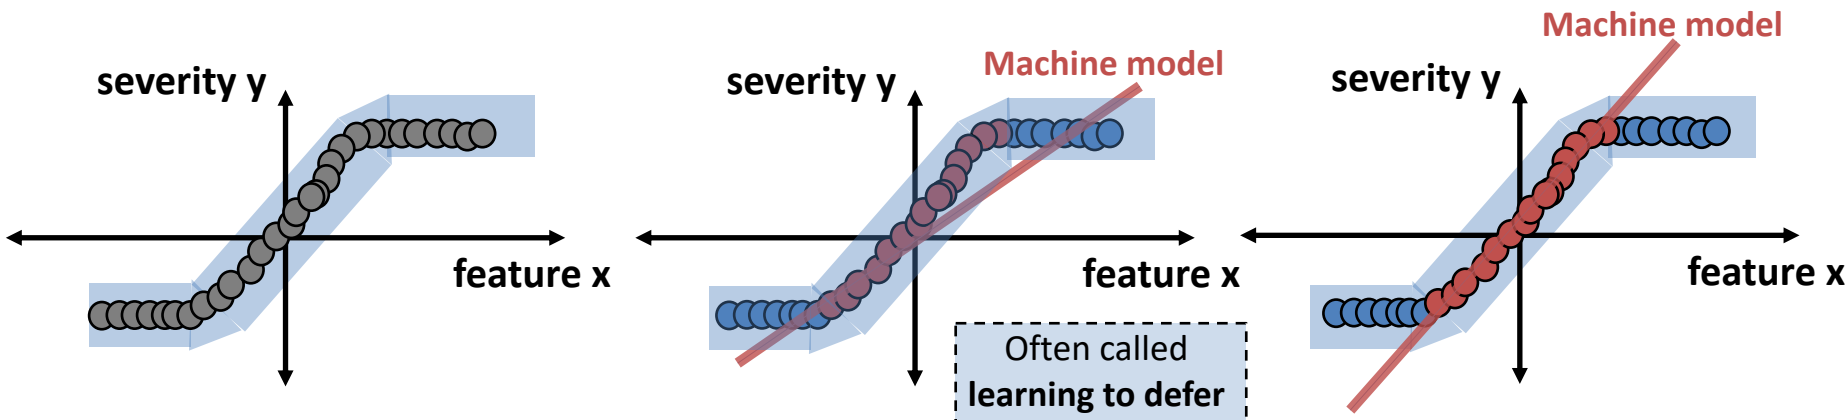 severity y
feature x
Machine model
severity y
feature x
Often called
learning to defer
Machine model
severity y
feature x